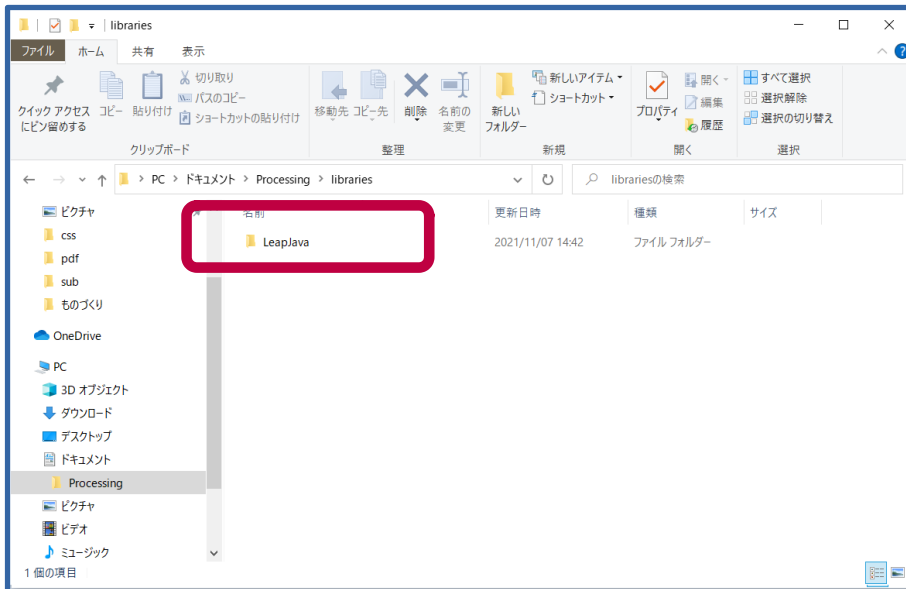 libraries
ファイル ホーム 共有 表示
クイック アクセス
にピン留めする
コピー
貼り付け
切り取り
パスのコピー
ショートカットの貼り付け
クリップボード
移動先 コピー先 削除 名前の
変更
整理
新しい
フォルダー
新しいアイテム
ショートカット
新規
プロパティ
開く
編集
履歴
開く
すべて選択
選択解除
選択の切り替え
選択
PC › ドキュメント › Processing › libraries
librariesの検索
名前 更新日時 種類 サイズ
LeapJava 2021/11/07 14:42 ファイル フォルダー
ピクチャ
css
pdf
sub
ものづくり
OneDrive
PC
3D オブジェクト
ダウンロード
デスクトップ
ドキュメント
Processing
ピクチャ
ビデオ
ミュージック
1 個の項目